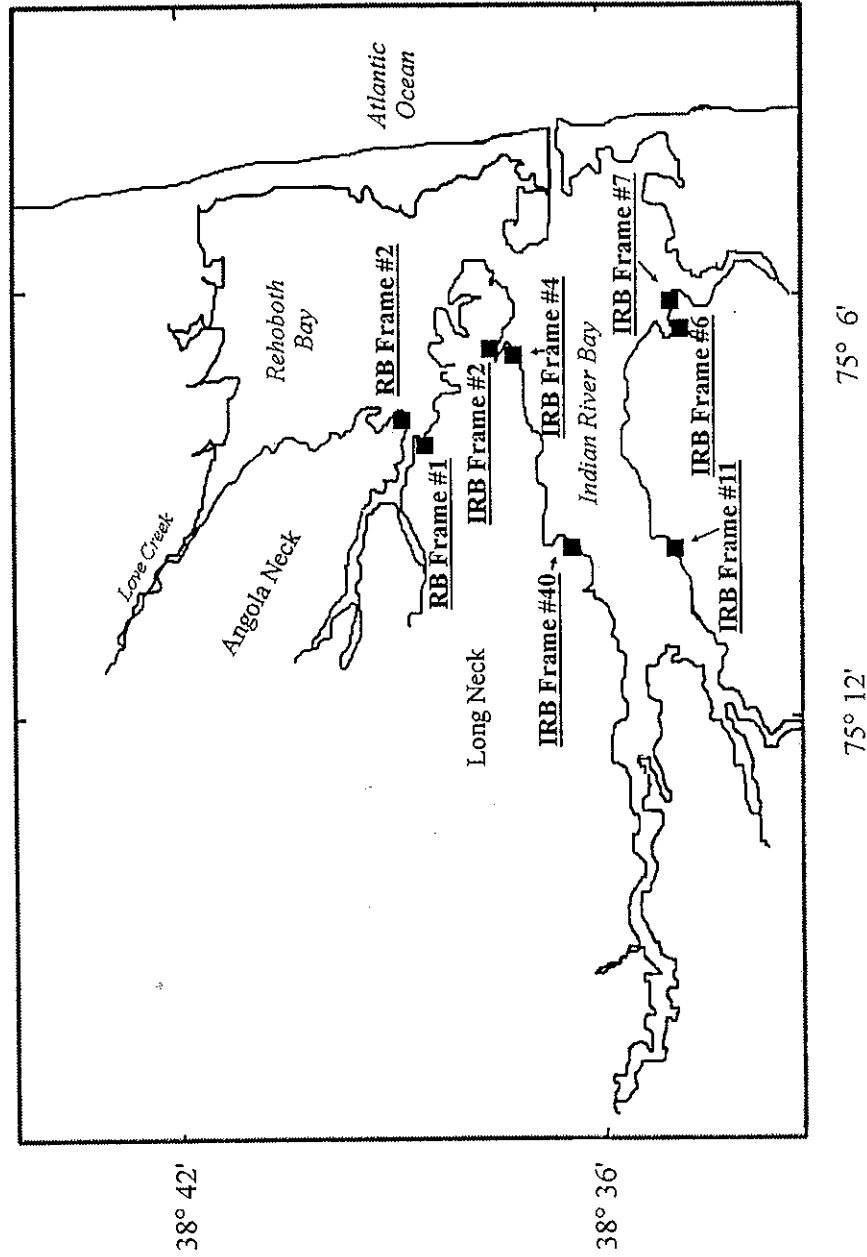 Atlantic
Ocean
Love Creek
Rehoboth
Bay
Angola Neck
RB Frame #2
RB Frame #1
Long Neck
IRB Frame #2
IRB Frame #4
IRB Frame #40
Indian River Bay
IRB Frame #7
IRB Frame #6
IRB Frame #11
38° 42'
38° 36'
75° 12'
75° 6'